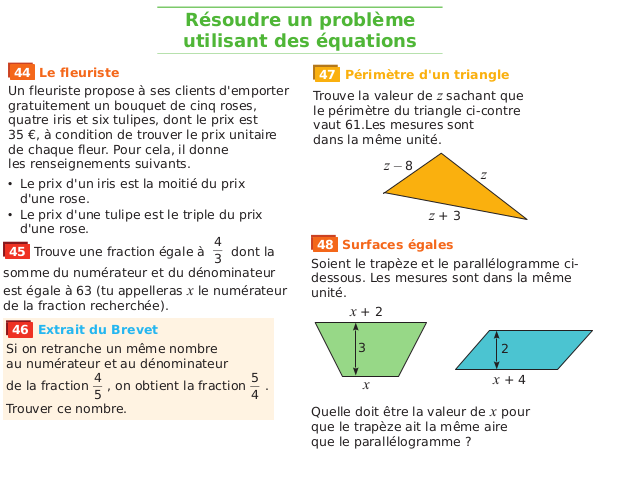 Résoudre un problème
utilisant des équations
44 Le fleuriste
Un fleuriste propose à ses clients d'emporter
gratuitement un bouquet de cinq roses,
quatre iris et six tulipes, dont le prix est
35 €, à condition de trouver le prix unitaire
de chaque fleur. Pour cela, il donne
les renseignements suivants.
• Le prix d'un iris est la moitié du prix
d'une rose.
• Le prix d'une tulipe est le triple du prix
d'une rose.
45 Trouve une fraction égale à 4/3 dont la
somme du numérateur et du dénominateur
est égale à 63 (tu appelleras x le numérateur
de la fraction recherchée).
46 Extrait du Brevet
Si on retranche un même nombre
au numérateur et au dénominateur
de la fraction 4/5 , on obtient la fraction 5/4 .
Trouver ce nombre.
47 Périmètre d'un triangle
Trouve la valeur de z sachant que
le périmètre du triangle ci-contre
vaut 61.Les mesures sont
dans la même unité.
z – 8
z
z + 3
48 Surfaces égales
Soient le trapèze et le parallélogramme ci-
dessous. Les mesures sont dans la même
unité.
x + 2
3
x
2
x + 4
Quelle doit être la valeur de x pour
que le trapèze ait la même aire
que le parallélogramme ?